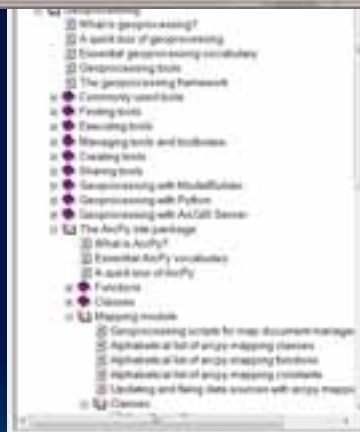 Geoprocessing
What is geoprocessing?
A quick tour of geoprocessing
Essential geoprocessing vocabulary
Geoprocessing tools
The geoprocessing framework
Commonly used tools
Finding tools
Executing tools
Managing tools and toolboxes
Creating tools
Sharing tools
Geoprocessing with ModelBuilder
Geoprocessing with Python
Geoprocessing with ArcGIS Server
The ArcPy site package
What is ArcPy?
Essential ArcPy vocabulary
A quick tour of ArcPy
Functions
Classes
Mapping module
Geoprocessing scripts for map document manage
Alphabetical list of arcpy.mapping classes
Alphabetical list of arcpy.mapping functions
Alphabetical list of arcpy.mapping constants
Updating and fixing data sources with arcpy.mappi
Classes